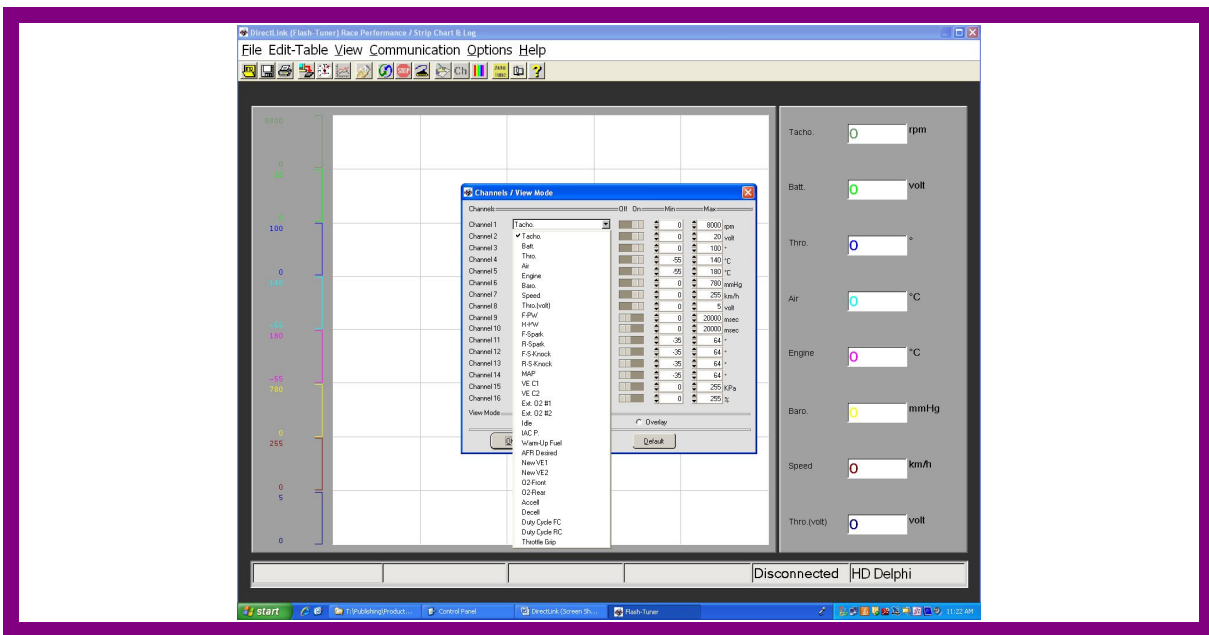 DirectLink (Flash-Tuner) Race Performance / Strip Chart & Log
File Edit-Table View Communication Options Help
Ch
8000
0
20
0
100
0
140
-55
180
-55
780
0
255
0
5
0
Channels / View Mode
Channels Off On Min Max
Channel 1 Tacho. 0 8000 rpm
Channel 2 0 20 volt
Channel 3 0 100 °
Channel 4 -55 140 °C
Channel 5 -55 180 °C
Channel 6 0 780 mmHg
Channel 7 0 255 km/h
Channel 8 0 5 volt
Channel 9 0 20000 msec
Channel 10 0 20000 msec
Channel 11 -35 64 °
Channel 12 -35 64 °
Channel 13 -35 64 °
Channel 14 -35 64 °
Channel 15 0 255 KPa
Channel 16 0 255 %
View Mode
Overlay
Default
Tacho.
Batt.
Thro.
Air
Engine
Baro.
Speed
Thro.(volt)
F-PW
H-PW
F-Spark
R-Spark
F-S-Knock
R-S-Knock
MAP
VE C1
VE C2
Ext. O2 #1
Ext. O2 #2
Idle
IAC P.
Warm-Up Fuel
AFR Desired
New VE1
New VE2
O2-Front
O2-Rear
Accell
Decell
Duty Cycle FC
Duty Cycle RC
Throttle Grip
Tacho. 0 rpm
Batt. 0 volt
Thro. 0 °
Air 0 °C
Engine 0 °C
Baro. 0 mmHg
Speed 0 km/h
Thro.(volt) 0 volt
Disconnected HD Delphi
start T:\Publishing\Product... Control Panel DirectLink (Screen Sh... Flash-Tuner 11:22 AM